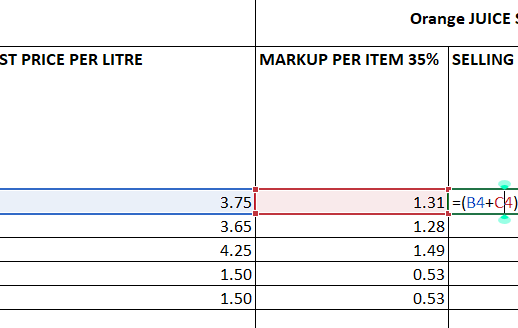 Orange JUICE S
ST PRICE PER LITRE MARKUP PER ITEM 35% SELLING
3.75 1.31 =(B4+C4)
3.65 1.28
4.25 1.49
1.50 0.53
1.50 0.53